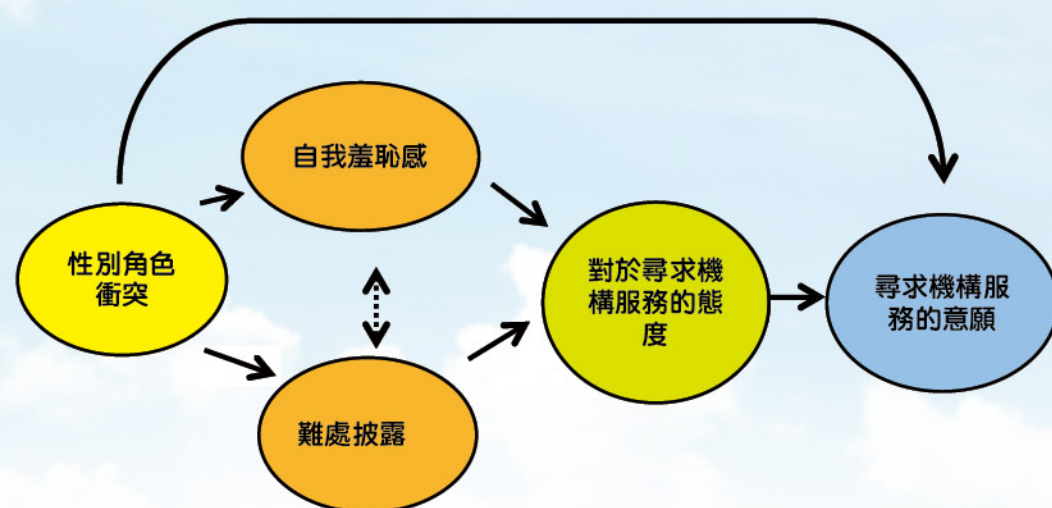 自我羞恥感
性別角色
衝突
對於尋求機
構服務的態
度
尋求機構服
務的意願
難處披露